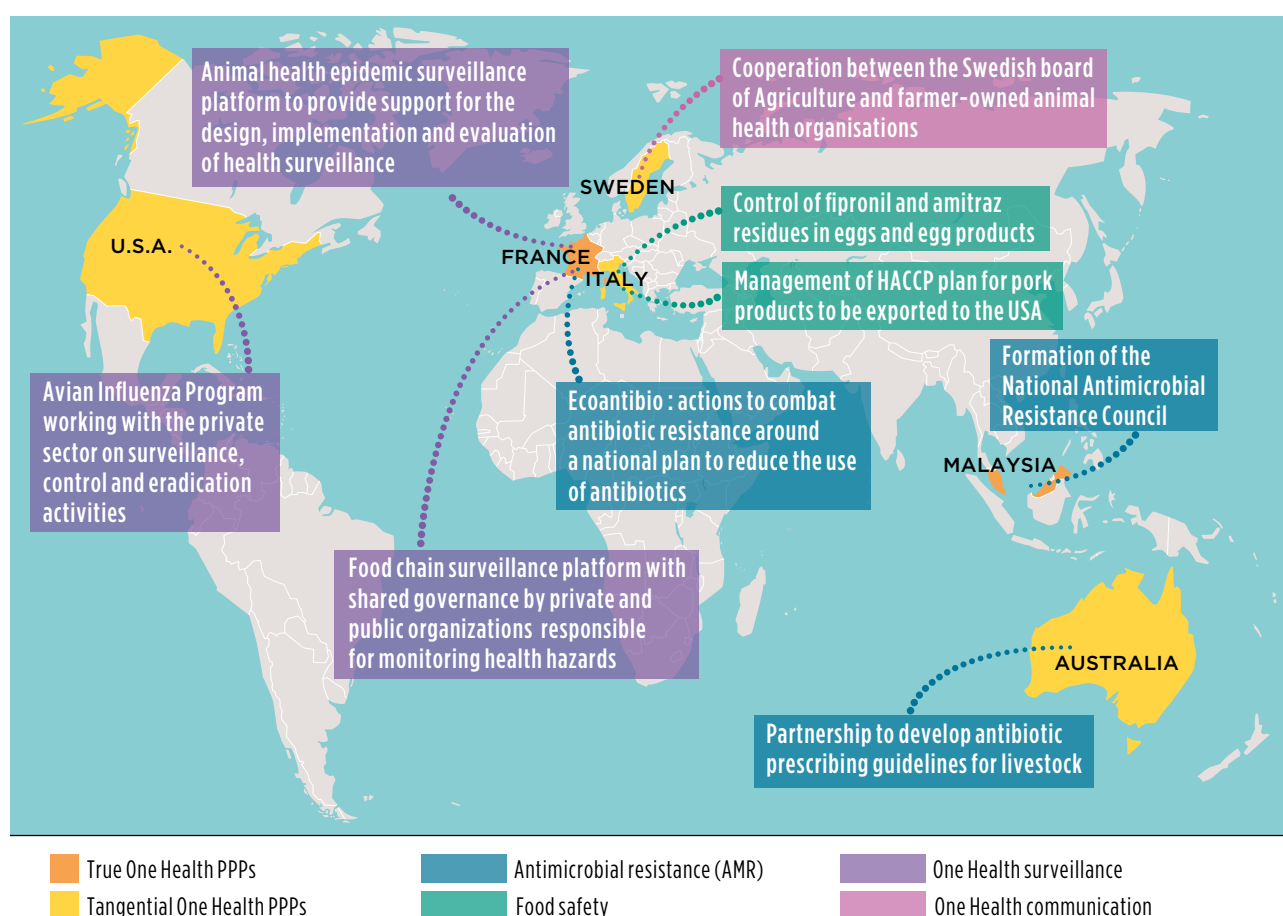 Animal health epidemic surveillance
platform to provide support for the
design, implementation and evaluation
of health surveillance
Cooperation between the Swedish board
of Agriculture and farmer-owned animal
health organisations
SWEDEN
Control of fipronil and amitraz
residues in eggs and egg products
U.S.A.
FRANCE
ITALY
Management of HACCP plan for pork
products to be exported to the USA
Formation of the
National Antimicrobial
Resistance Council
Avian Influenza Program
working with the private
sector on surveillance,
control and eradication
activities
Ecoantibio : actions to combat
antibiotic resistance around
a national plan to reduce the use
of antibiotics
MALAYSIA
Food chain surveillance platform with
shared governance by private and
public organizations responsible
for monitoring health hazards
AUSTRALIA
Partnership to develop antibiotic
prescribing guidelines for livestock
True One Health PPPs
Antimicrobial resistance (AMR)
One Health surveillance
Tangential One Health PPPs
Food safety
One Health communication